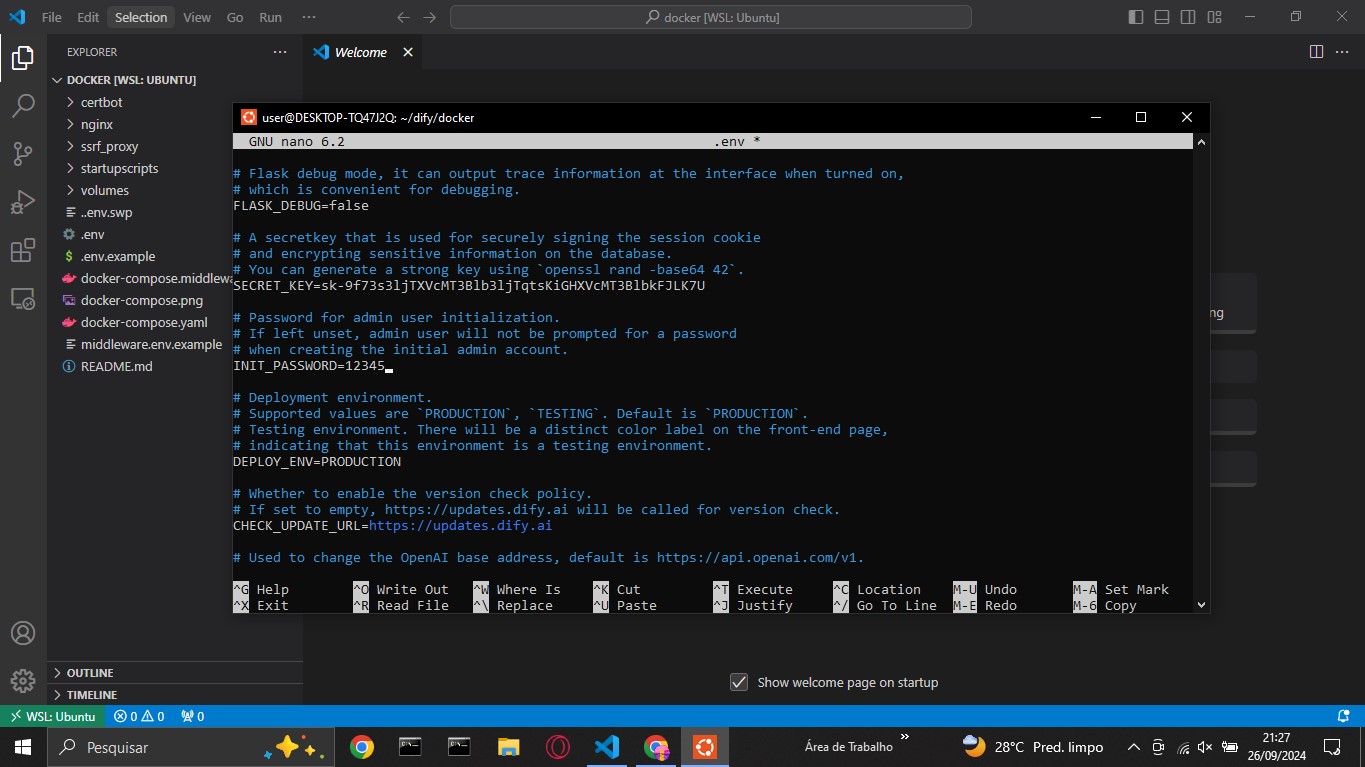 File Edit Selection View Go Run ···
docker [WSL: Ubuntu]
EXPLORER ···
Welcome
DOCKER [WSL: UBUNTU]
certbot
nginx
ssrf_proxy
startupscripts
volumes
..env.swp
.env
.env.example
docker-compose.middlewa
docker-compose.png
docker-compose.yaml
middleware.env.example
README.md
OUTLINE
TIMELINE
user@DESKTOP-TQ47J2Q: ~/dify/docker
GNU nano 6.2 .env *
# Flask debug mode, it can output trace information at the interface when turned on,
# which is convenient for debugging.
FLASK_DEBUG=false
# A secretkey that is used for securely signing the session cookie
# and encrypting sensitive information on the database.
# You can generate a strong key using `openssl rand -base64 42`.
SECRET_KEY=sk-9f73s3ljTXVcMT3Blb3ljTqtsKiGHXVcMT3BlbkFJLK7U
# Password for admin user initialization.
# If left unset, admin user will not be prompted for a password
# when creating the initial admin account.
INIT_PASSWORD=12345
# Deployment environment.
# Supported values are `PRODUCTION`, `TESTING`. Default is `PRODUCTION`.
# Testing environment. There will be a distinct color label on the front-end page,
# indicating that this environment is a testing environment.
DEPLOY_ENV=PRODUCTION
# Whether to enable the version check policy.
# If set to empty, https://updates.dify.ai will be called for version check.
CHECK_UPDATE_URL=https://updates.dify.ai
# Used to change the OpenAI base address, default is https://api.openai.com/v1.
^G Help ^O Write Out ^W Where Is ^K Cut ^T Execute ^C Location M-U Undo M-A Set Mark
^X Exit ^R Read File ^\ Replace ^U Paste ^J Justify ^/ Go To Line M-E Redo M-6 Copy
ng
Show welcome page on startup
WSL: Ubuntu 0 0 0
Pesquisar
Área de Trabalho »
28°C Pred. limpo
21:27
26/09/2024